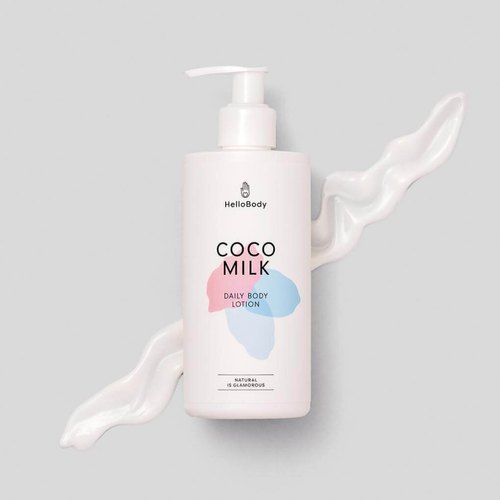 HelloBody
COCO
MILK
DAILY BODY
LOTION
NATURAL
IS GLAMOROUS